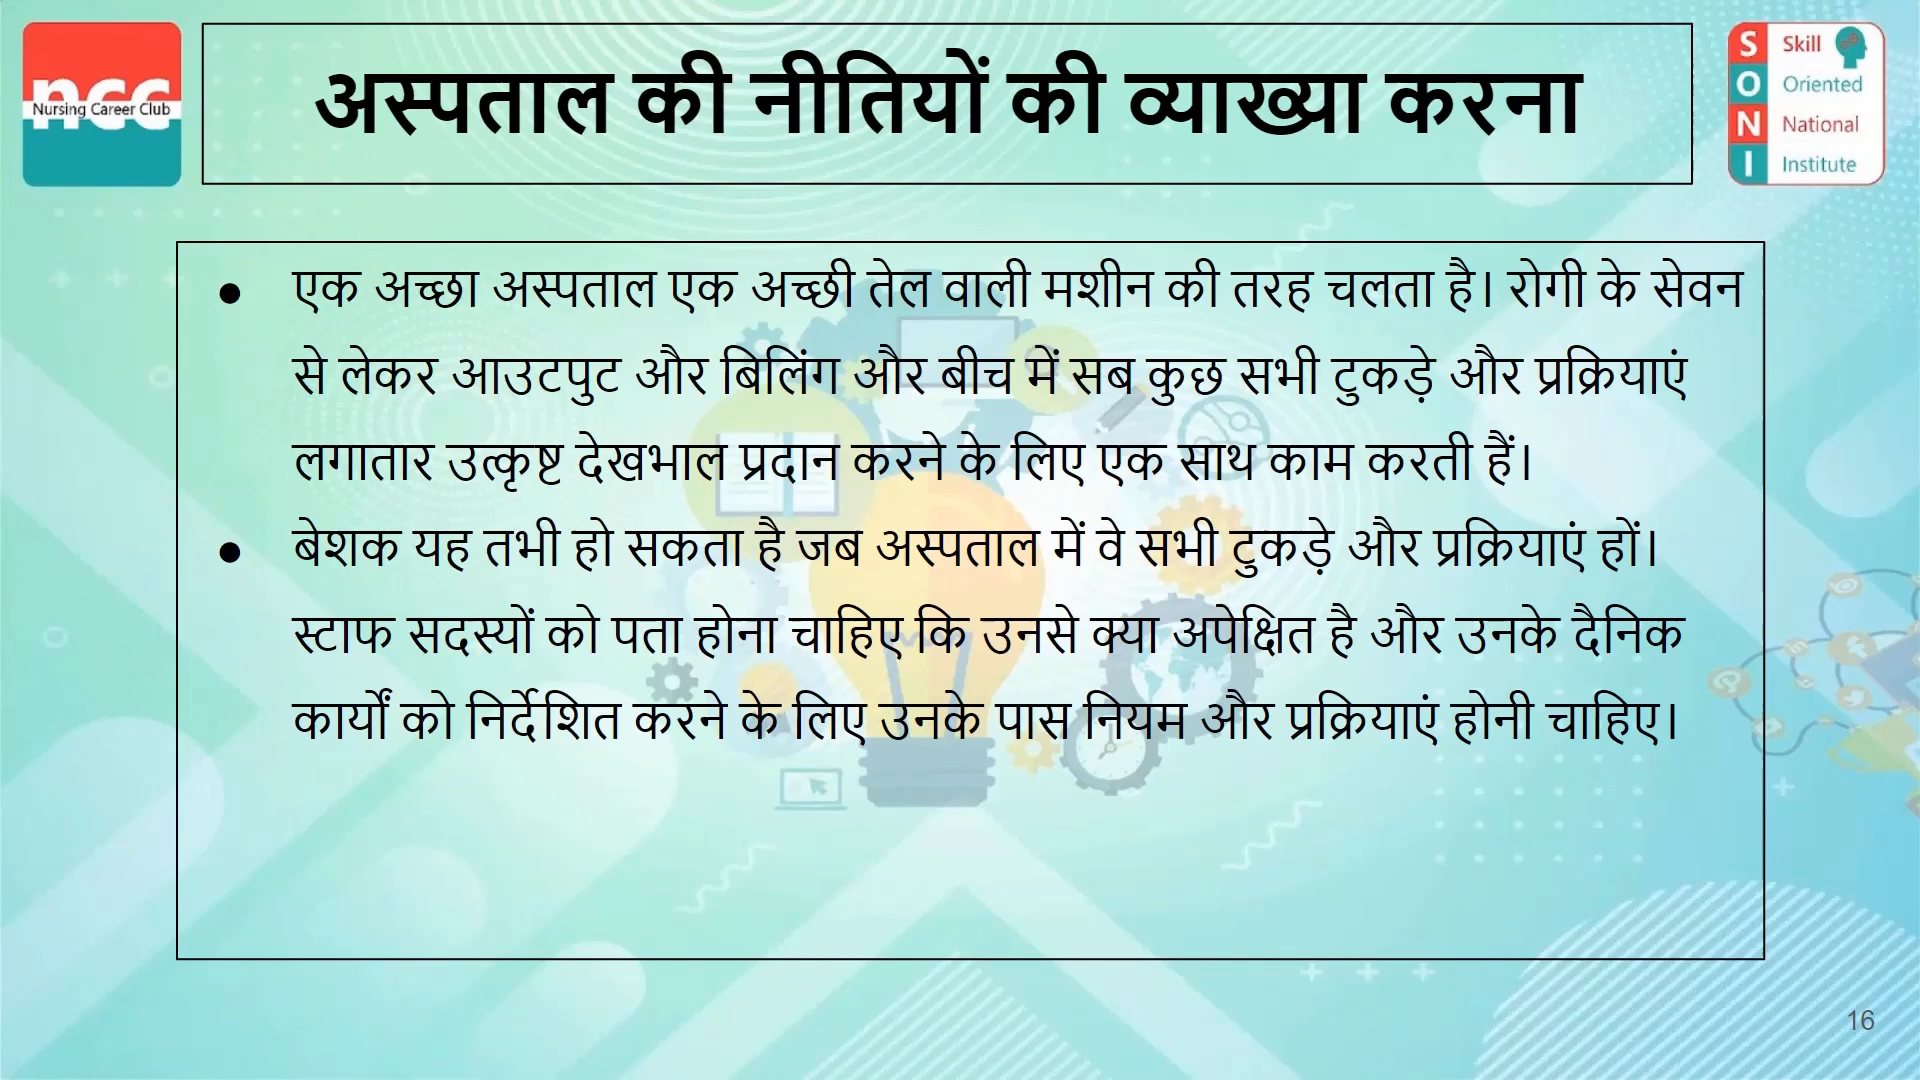 ncc
Nursing Career Club
अस्पताल की नीतियों की व्याख्या करना
S Skill
O Oriented
N National
I Institute
● एक अच्छा अस्पताल एक अच्छी तेल वाली मशीन की तरह चलता है। रोगी के सेवन
से लेकर आउटपुट और बिलिंग और बीच में सब कुछ सभी टुकड़े और प्रक्रियाएं
लगातार उत्कृष्ट देखभाल प्रदान करने के लिए एक साथ काम करती हैं।
● बेशक यह तभी हो सकता है जब अस्पताल में वे सभी टुकड़े और प्रक्रियाएं हों।
स्टाफ सदस्यों को पता होना चाहिए कि उनसे क्या अपेक्षित है और उनके दैनिक
कार्यों को निर्देशित करने के लिए उनके पास नियम और प्रक्रियाएं होनी चाहिए।
16